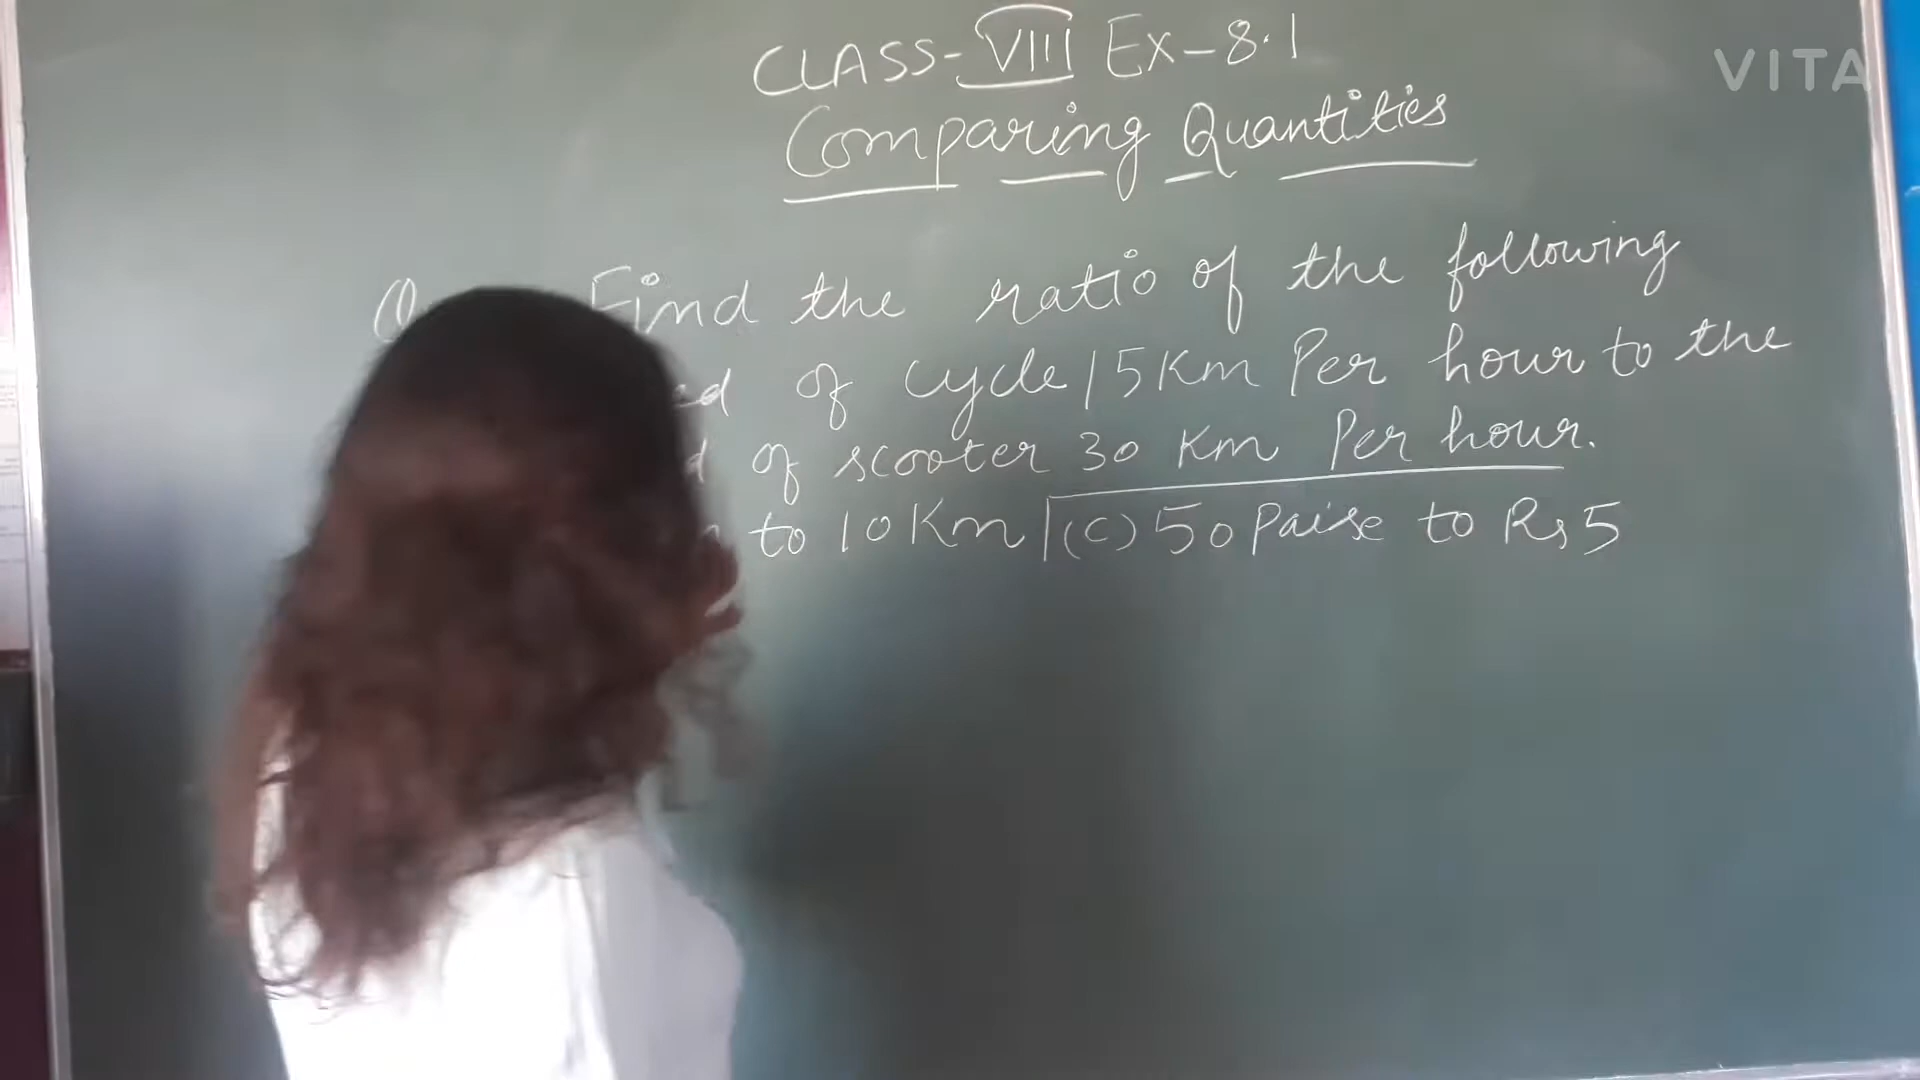 CLASS-VIII Ex-8.1
VITA
Comparing Quantities
Find the ratio of the following
of cycle 15 Km Per hour to the
of scooter 30 Km Per hour.
to 10 Km (c) 50 Paise to Rs 5